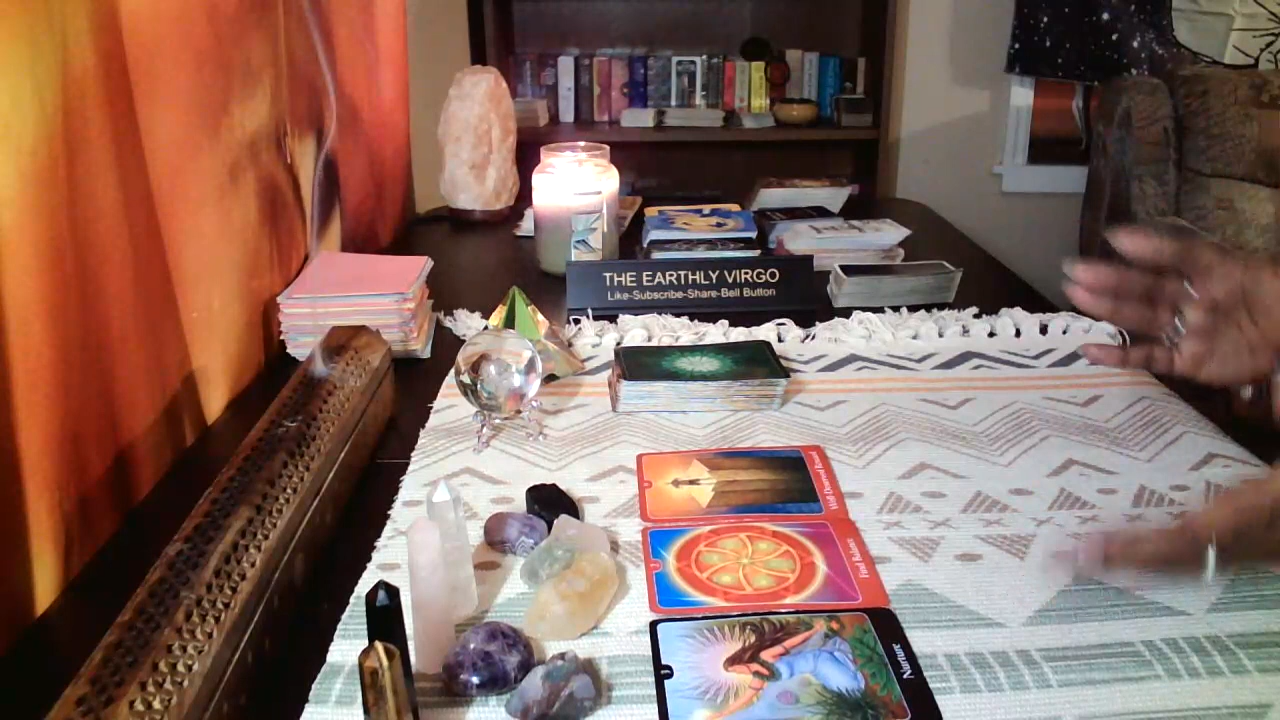 THE EARTHLY VIRGO
Like-Subscribe-Share-Bell Button
Well-Deserved Reward
Find Balance
Nurture